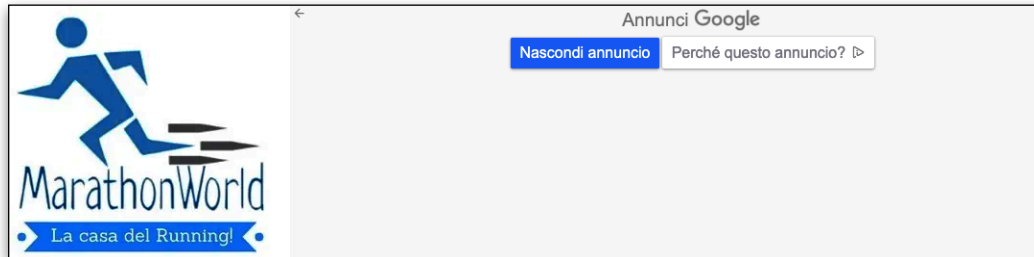 MarathonWorld
La casa del Running!
Annunci Google
Nascondi annuncio
Perché questo annuncio?